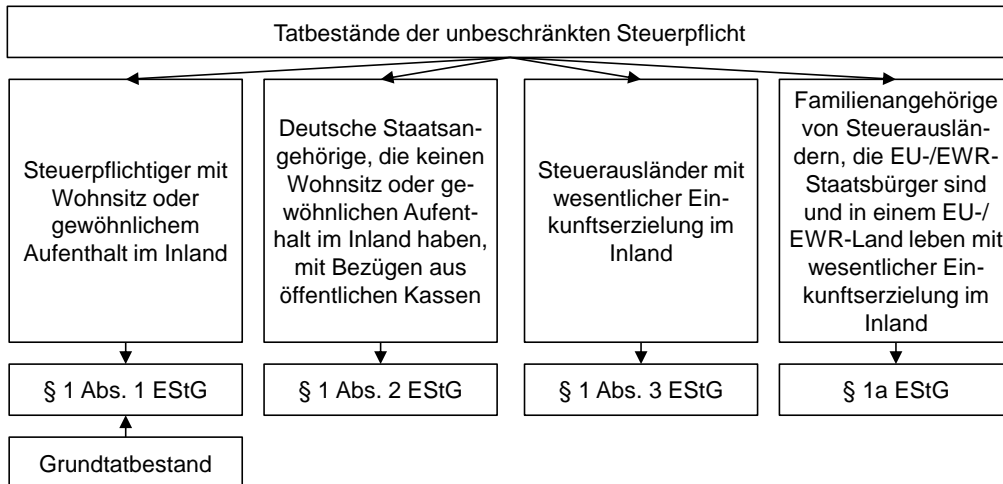 Tatbestände der unbeschränkten Steuerpflicht
Steuerpflichtiger mit
Wohnsitz oder
gewöhnlichem
Aufenthalt im Inland
Deutsche Staatsan-
gehörige, die keinen
Wohnsitz oder ge-
wöhnlichen Aufent-
halt im Inland haben,
mit Bezügen aus
öffentlichen Kassen
Steuerausländer mit
wesentlicher Ein-
kunftserzielung im
Inland
Familienangehörige
von Steuerauslän-
dern, die EU-/EWR-
Staatsbürger sind
und in einem EU-/
EWR-Land leben mit
wesentlicher Ein-
kunftserzielung im
Inland
§ 1 Abs. 1 EStG
§ 1 Abs. 2 EStG
§ 1 Abs. 3 EStG
§ 1a EStG
Grundtatbestand